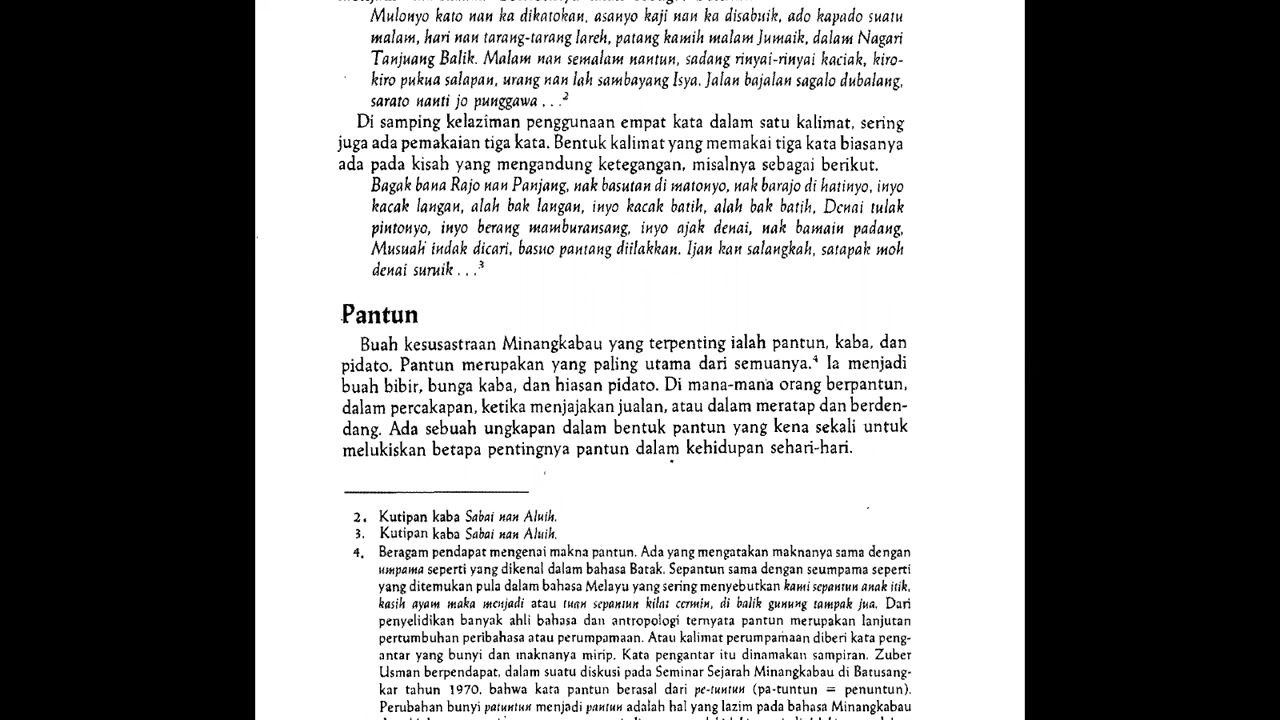 Mulonyo kato nan ka dikatokan, asanyo kaji nan ka disabuik, ado kapado suatu
malam, hari nan tarang-tarang lareh, patang kamih malam Jumaik, dalam Nagari
Tanjuang Balik. Malam nan semalam nantun, sadang rinyai-rinyai kaciak, kiro-
kiro pukua salapan, urang nan lah sambayang Isya. Jalan bajalan sagalo dubalang,
sarato nanti jo punggawa . . .2
Di samping kelaziman penggunaan empat kata dalam satu kalimat, sering
juga ada pemakaian tiga kata. Bentuk kalimat yang memakai tiga kata biasanya
ada pada kisah yang mengandung ketegangan, misalnya sebagai berikut.
Bagak bana Rajo nan Panjang, nak basutan di matonyo, nak barajo di hatinyo, inyo
kacak langan, alah bak langan, inyo kacak batih, alah bak batih, Denai tulak
pintonyo, inyo berang mamburansang, inyo ajak denai, nak bamain padang,
Musuah indak dicari, basuo pantang diilakkan. Ijan kan salangkah, satapak moh
denai suruik . . .3
Pantun
Buah kesusastraan Minangkabau yang terpenting ialah pantun, kaba, dan
pidato. Pantun merupakan yang paling utama dari semuanya.4 Ia menjadi
buah bibir, bunga kaba, dan hiasan pidato. Di mana-mana orang berpantun,
dalam percakapan, ketika menjajakan jualan, atau dalam meratap dan berden-
dang. Ada sebuah ungkapan dalam bentuk pantun yang kena sekali untuk
melukiskan betapa pentingnya pantun dalam kehidupan sehari-hari.
2. Kutipan kaba Sabai nan Aluih.
3. Kutipan kaba Sabai nan Aluih.
4. Beragam pendapat mengenai makna pantun. Ada yang mengatakan maknanya sama dengan
umpama seperti yang dikenal dalam bahasa Batak. Sepantun sama dengan seumpama seperti
yang ditemukan pula dalam bahasa Melayu yang sering menyebutkan kami sepantun anak itik,
kasih ayam maka menjadi atau tuan sepantun kilat cermin, di balik gunung tampak jua. Dari
penyelidikan banyak ahli bahasa dan antropologi ternyata pantun merupakan lanjutan
pertumbuhan peribahasa atau perumpamaan. Atau kalimat perumpamaan diberi kata peng-
antar yang bunyi dan maknanya mirip. Kata pengantar itu dinamakan sampiran. Zuber
Usman berpendapat, dalam suatu diskusi pada Seminar Sejarah Minangkabau di Batusang-
kar tahun 1970, bahwa kata pantun berasal dari pe-tuntun (pa-tuntun = penuntun).
Perubahan bunyi patuntun menjadi pantun adalah hal yang lazim pada bahasa Minangkabau